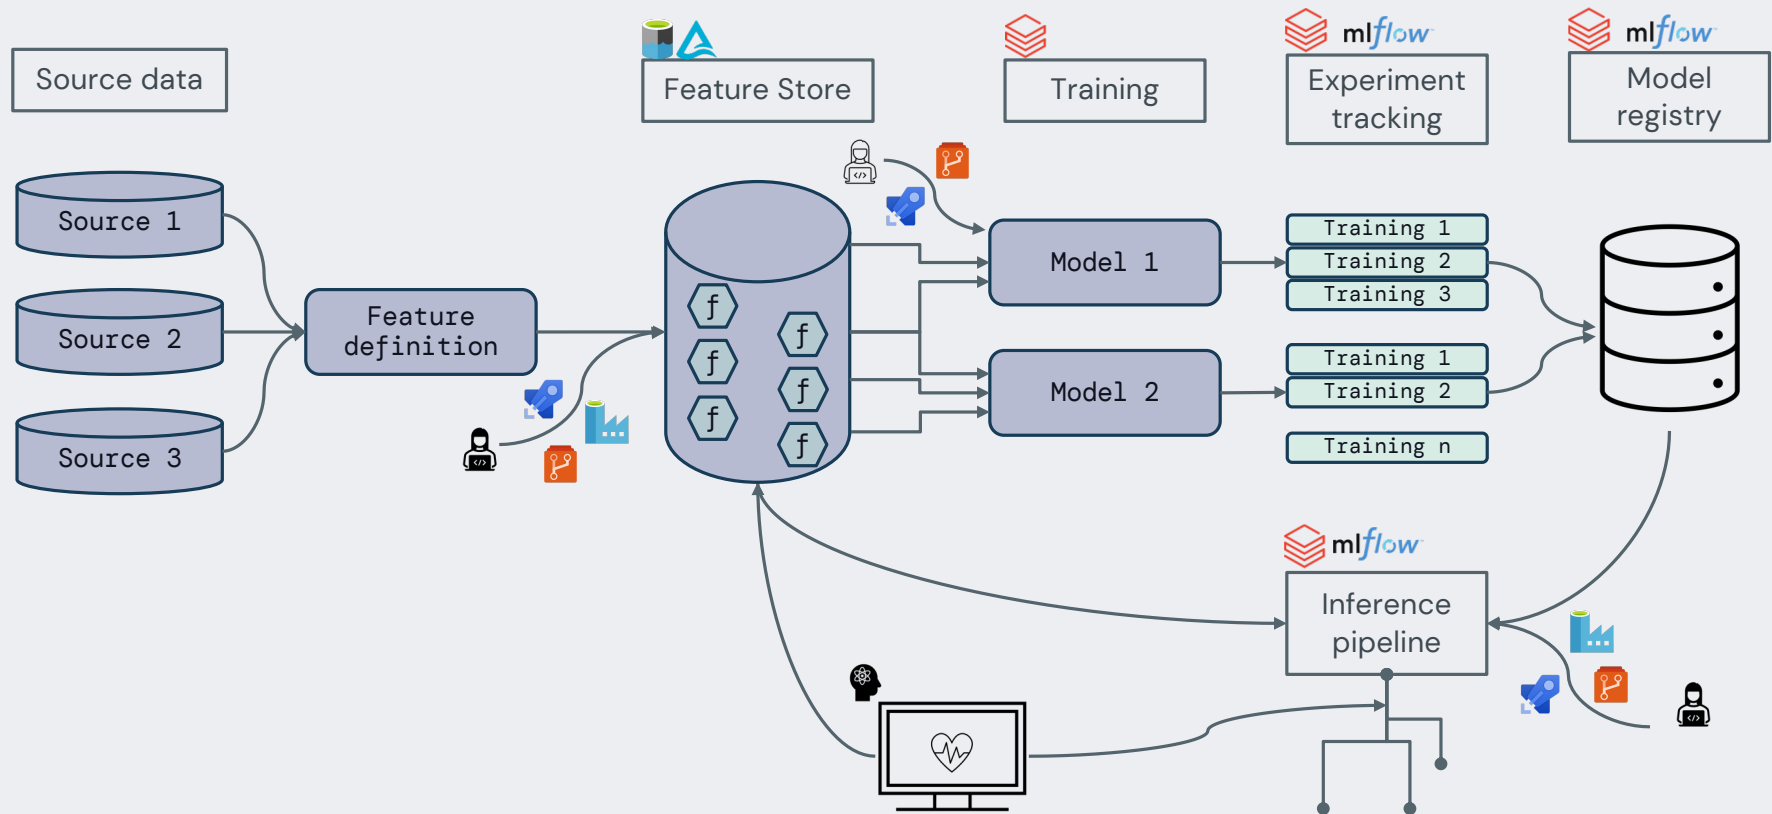 mlflow
mlflow
Source data
Feature Store
Training
Experiment
tracking
Model
registry
Source 1
Source 2
Source 3
Feature
definition
f
f
f
f
f
f
</>
Model 1
Model 2
Training 1
Training 2
Training 3
Training 1
Training 2
Training n
</>
mlflow
Inference
pipeline
</>